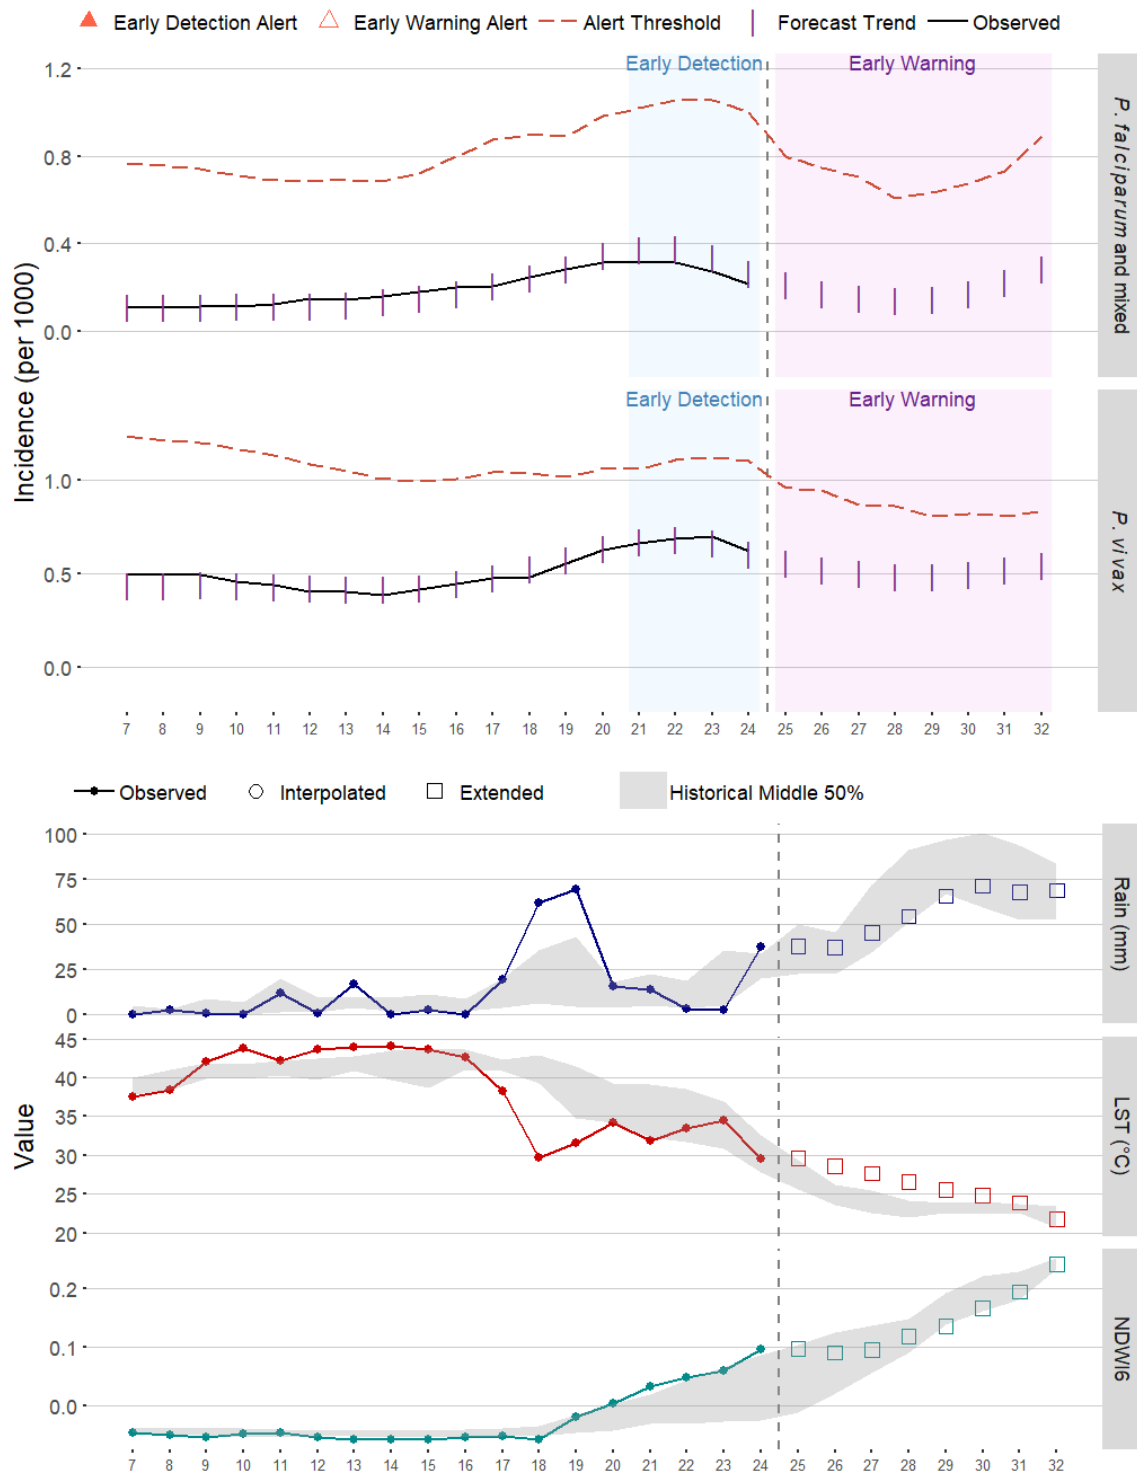 Early Detection Alert Early Warning Alert Alert Threshold Forecast Trend Observed
Incidence (per 1000)
Early Detection Early Warning
1.2
0.8
0.4
0.0
P. falciparum and mixed
Early Detection Early Warning
1.0
0.5
0.0
P. vivax
7 8 9 10 11 12 13 14 15 16 17 18 19 20 21 22 23 24 25 26 27 28 29 30 31 32
Observed Interpolated Extended Historical Middle 50%
Value
100
75
50
25
0
Rain (mm)
45
40
35
30
25
20
LST (°C)
0.2
0.1
0.0
NDWI6
7 8 9 10 11 12 13 14 15 16 17 18 19 20 21 22 23 24 25 26 27 28 29 30 31 32